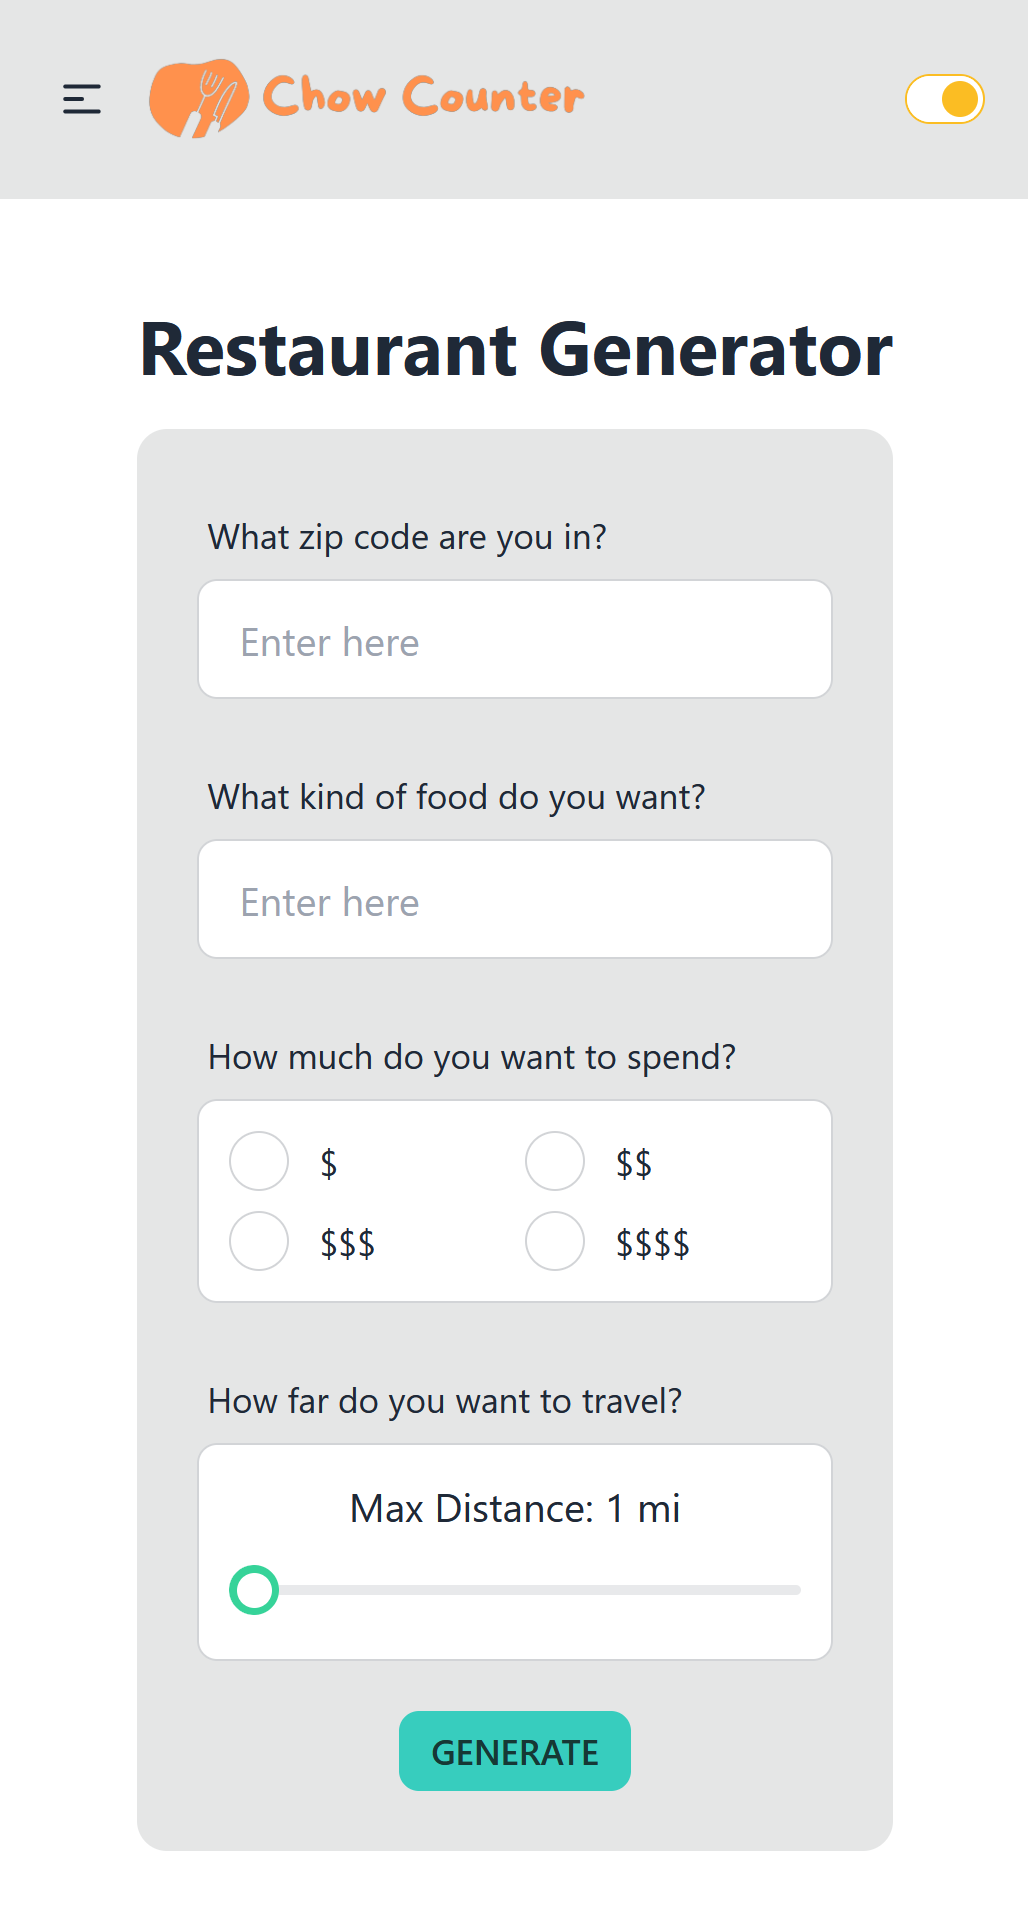 Chow Counter
Restaurant Generator
What zip code are you in?
Enter here
What kind of food do you want?
Enter here
How much do you want to spend?
$ $$
$$$ $$$$
How far do you want to travel?
Max Distance: 1 mi
GENERATE